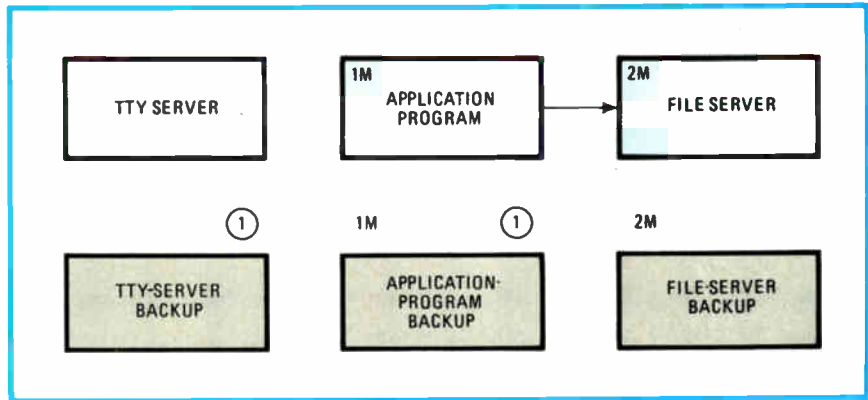 TTY SERVER
1M
APPLICATION
PROGRAM
2M
FILE SERVER
1
1M
1
2M
TTY-SERVER
BACKUP
APPLICATION-
PROGRAM
BACKUP
FILE-SERVER
BACKUP